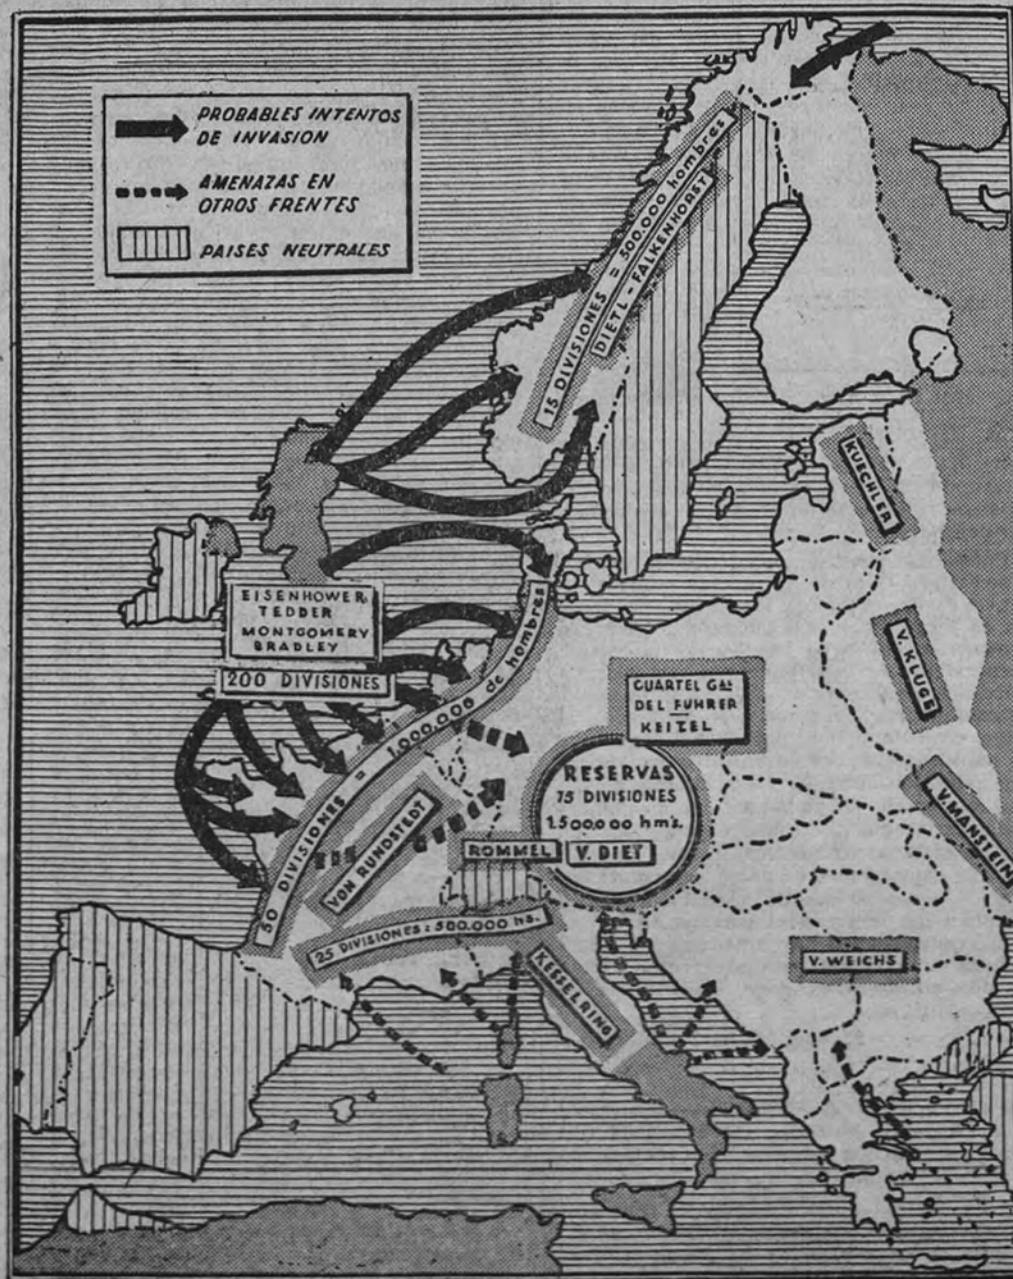 PROBABLES INTENTOS
DE INVASION
AMENAZAS EN
OTROS FRENTES
PAISES NEUTRALES
15 DIVISIONES = 500.000 hombres
DIETL - FALKENHORST
KUECHLER
EISENHOWER
TEDDER
MONTGOMERY
BRADLEY
200 DIVISIONES
V. KLUGE
CUARTEL GAL
DEL FUHRER
KEITEL
50 DIVISIONES = 1.000.000 de hombres
RESERVAS
75 DIVISIONES
1.500.000 hm's.
ROMMEL
V. DIET
V. MANSTEIN
VON RUNDSTEDT
25 DIVISIONES : 500.000 hs.
KESSELRING
V. WEICHS